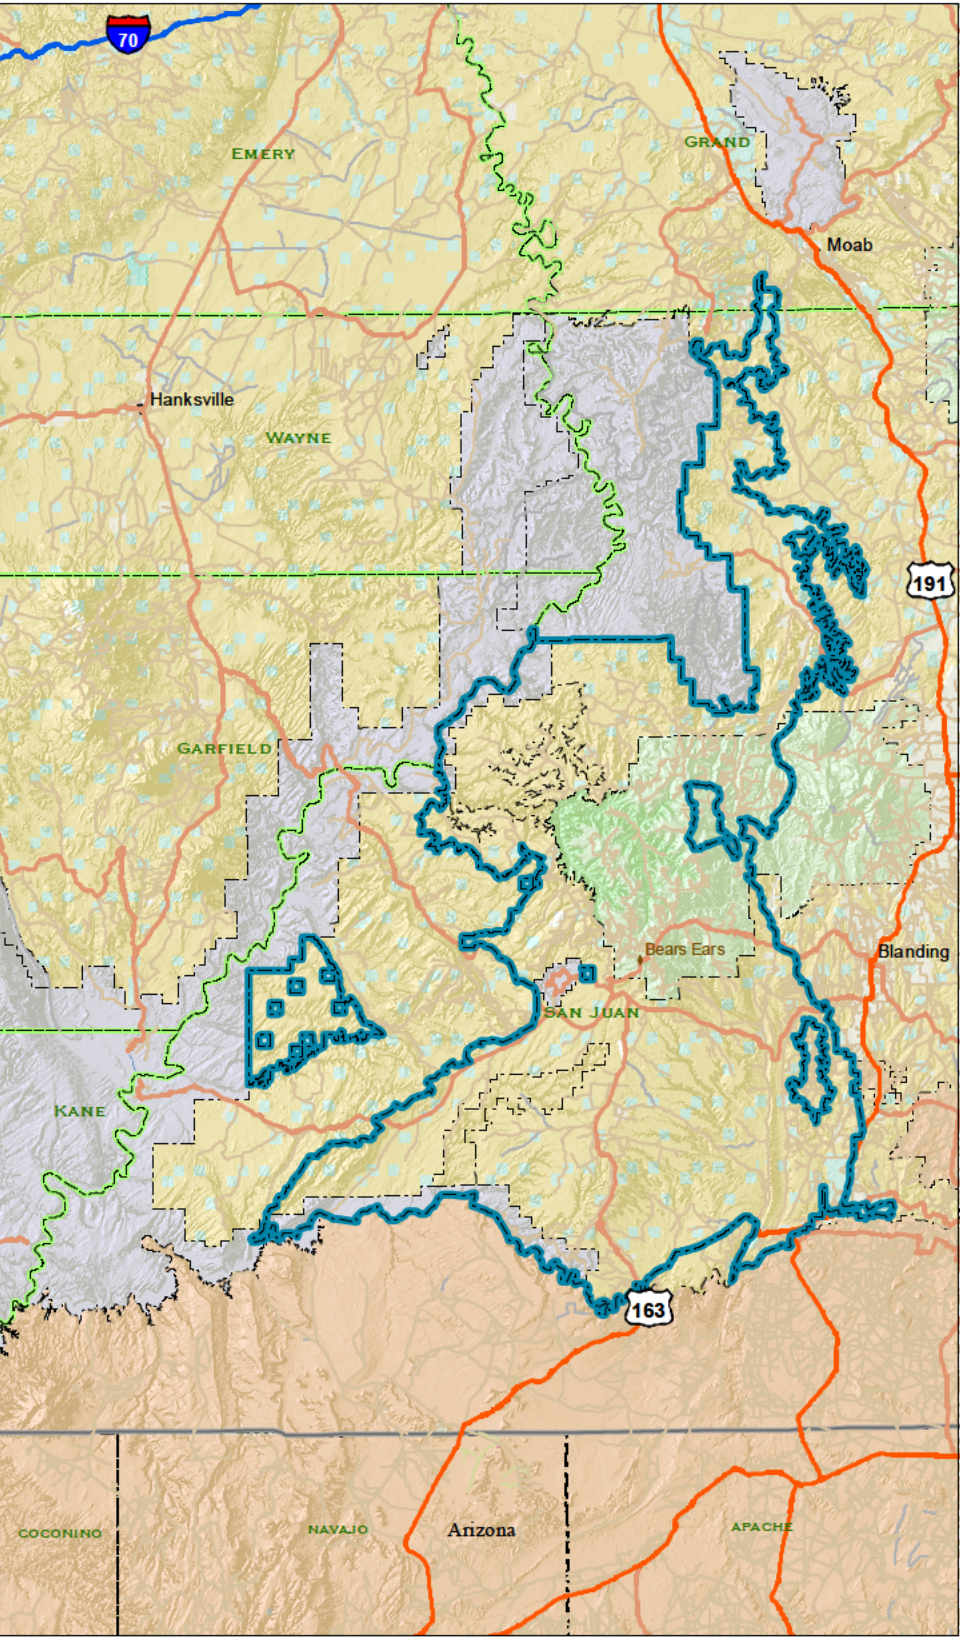 70
EMERY
GRAND
Moab
Hanksville
WAYNE
191
GARFIELD
Bears Ears
Blanding
SAN JUAN
KANE
163
COCONINO
NAVAJO
Arizona
APACHE